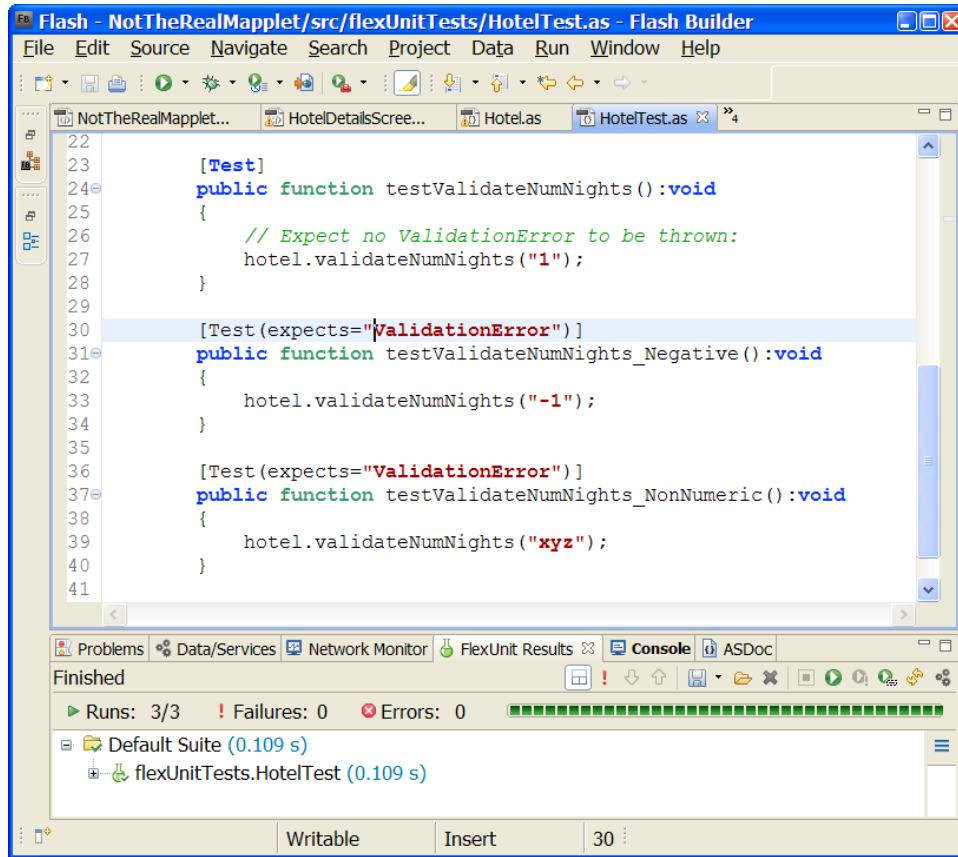 Flash - NotTheRealMapplet/src/flexUnitTests/HotelTest.as - Flash Builder
File Edit Source Navigate Search Project Data Run Window Help
NotTheRealMapplet... HotelDetailsScree... Hotel.as HotelTest.as »4
22
23 [Test]
24 public function testValidateNumNights():void
25 {
26 // Expect no ValidationError to be thrown:
27 hotel.validateNumNights("1");
28 }
29
30 [Test(expects="ValidationError")]
31 public function testValidateNumNights_Negative():void
32 {
33 hotel.validateNumNights("-1");
34 }
35
36 [Test(expects="ValidationError")]
37 public function testValidateNumNights_NonNumeric():void
38 {
39 hotel.validateNumNights("xyz");
40 }
41
Problems Data/Services Network Monitor FlexUnit Results Console ASDoc
Finished
Runs: 3/3 ! Failures: 0 Errors: 0
Default Suite (0.109 s)
flexUnitTests.HotelTest (0.109 s)
Writable Insert 30